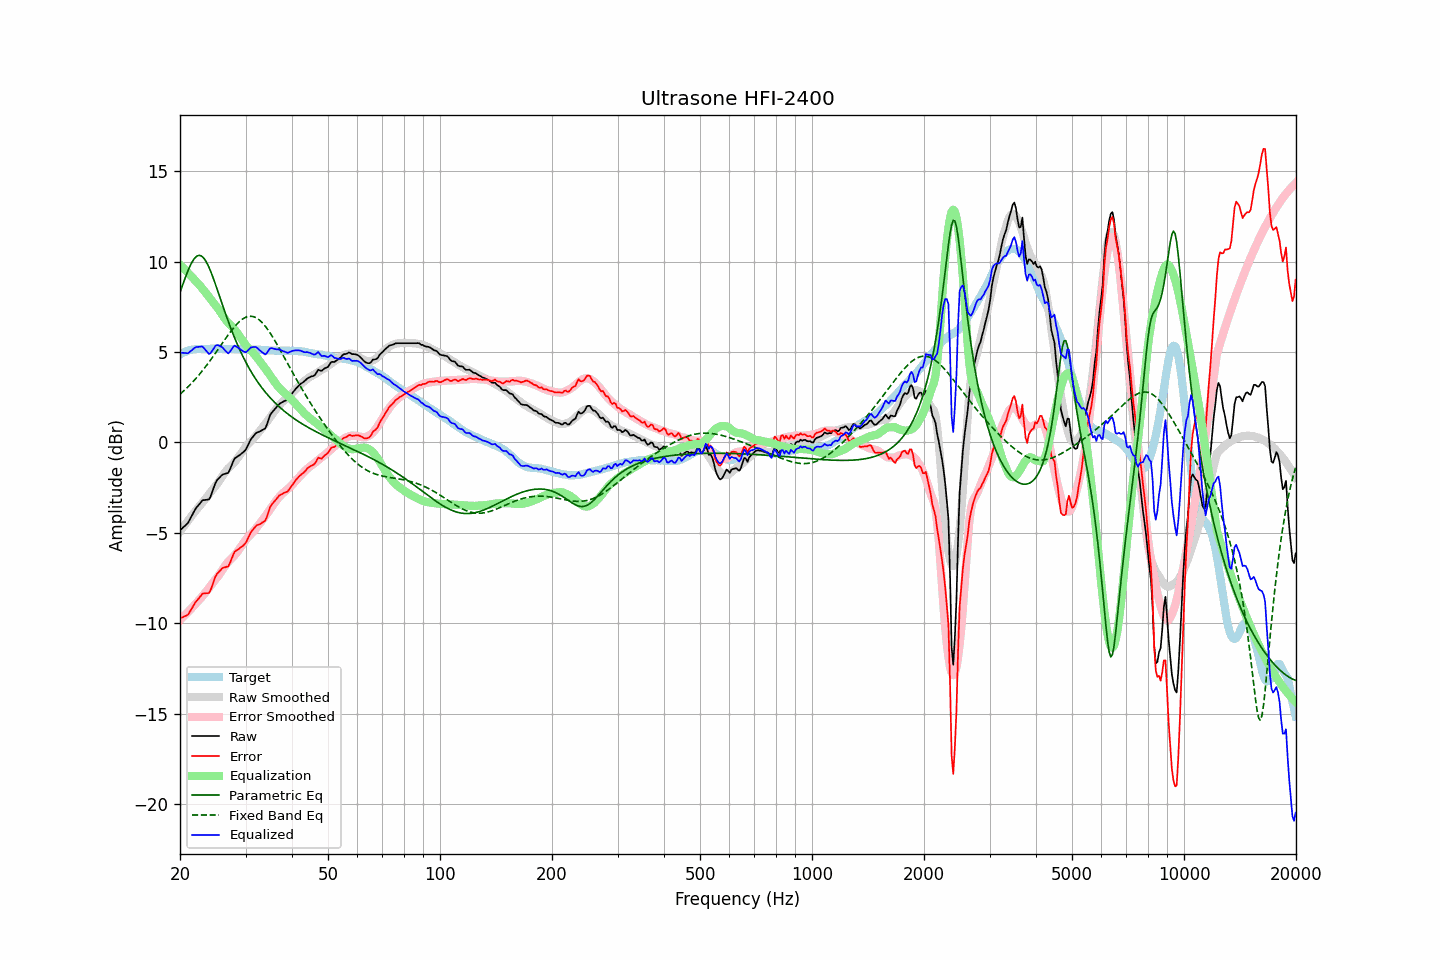 Ultrasone HFI-2400
Amplitude (dBr)
15
10
5
0
−5
−10
−15
−20
Target
Raw Smoothed
Error Smoothed
Raw
Error
Equalization
Parametric Eq
Fixed Band Eq
Equalized
20 50 100 200 500 1000 2000 5000 10000 20000
Frequency (Hz)